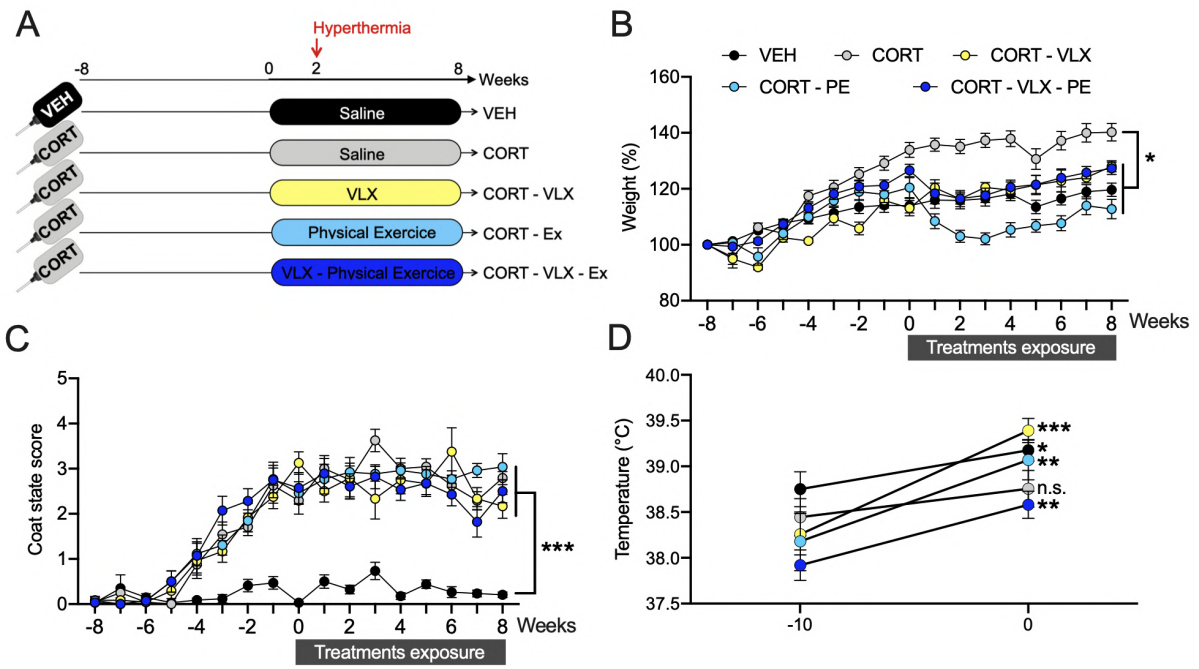 A
Hyperthermia
-8
0
2
8
Weeks
VEH
Saline
VEH
CORT
Saline
CORT
CORT
VLX
CORT - VLX
CORT
Physical Exercice
CORT - Ex
CORT
VLX - Physical Exercice
CORT - VLX - Ex
B
VEH
CORT
CORT - VLX
CORT - PE
CORT - VLX - PE
Weight (%)
160
140
120
100
80
*
-8
-6
-4
-2
0
2
4
6
8
Weeks
Treatments exposure
C
Coat state score
5
4
3
2
1
0
***
-8
-6
-4
-2
0
2
4
6
8
Weeks
Treatments exposure
D
Temperature (°C)
40.0
39.5
39.0
38.5
38.0
37.5
***
*
**
n.s.
**
-10
0